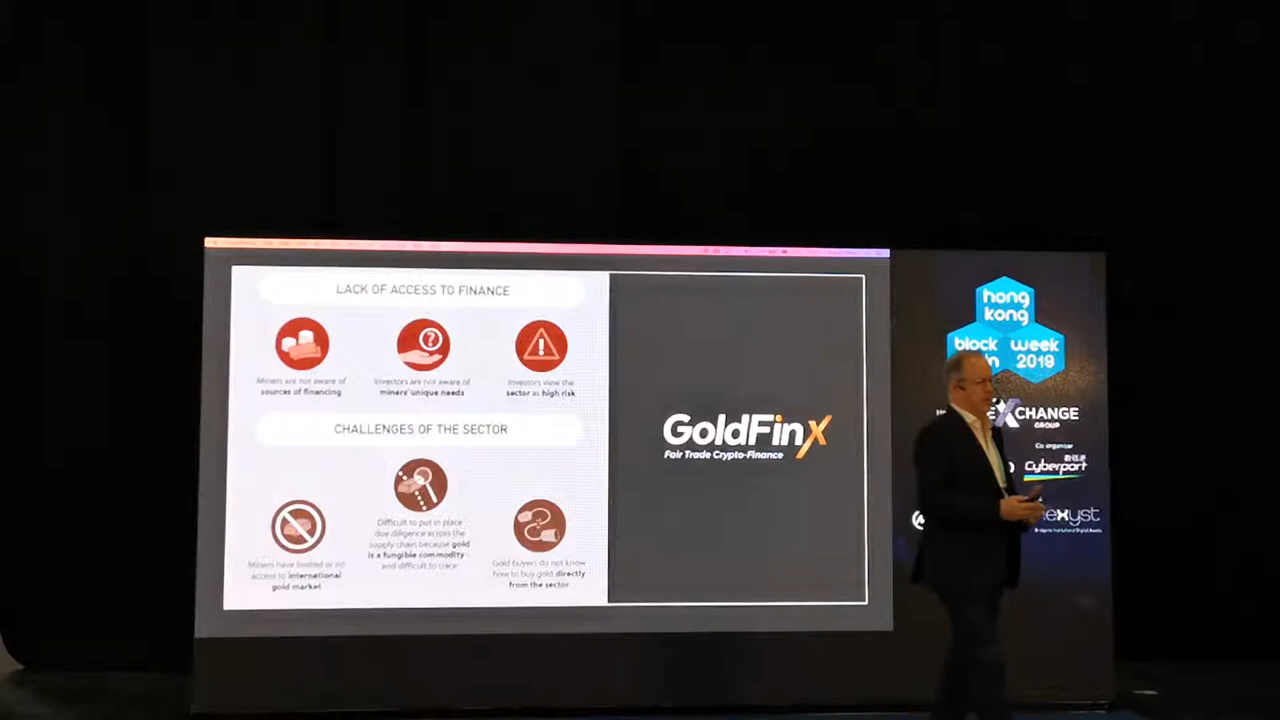 LACK OF ACCESS TO FINANCE
?
!
Miners are not aware of
sources of financing
Investors are not aware of
miners' unique needs
Investors view the
sector as high risk
CHALLENGES OF THE SECTOR
Miners have limited or no
access to international
gold market
Difficult to put in place
due diligence across the
supply chain because gold
is a fungible commodity -
and difficult to trace
Gold buyers do not know
how to buy gold directly
from the sector
GoldFinX
Fair Trade Crypto-Finance
hong
kong
block
week
2019
XCHANGE
GROUP
Co-organiser
Cyberport